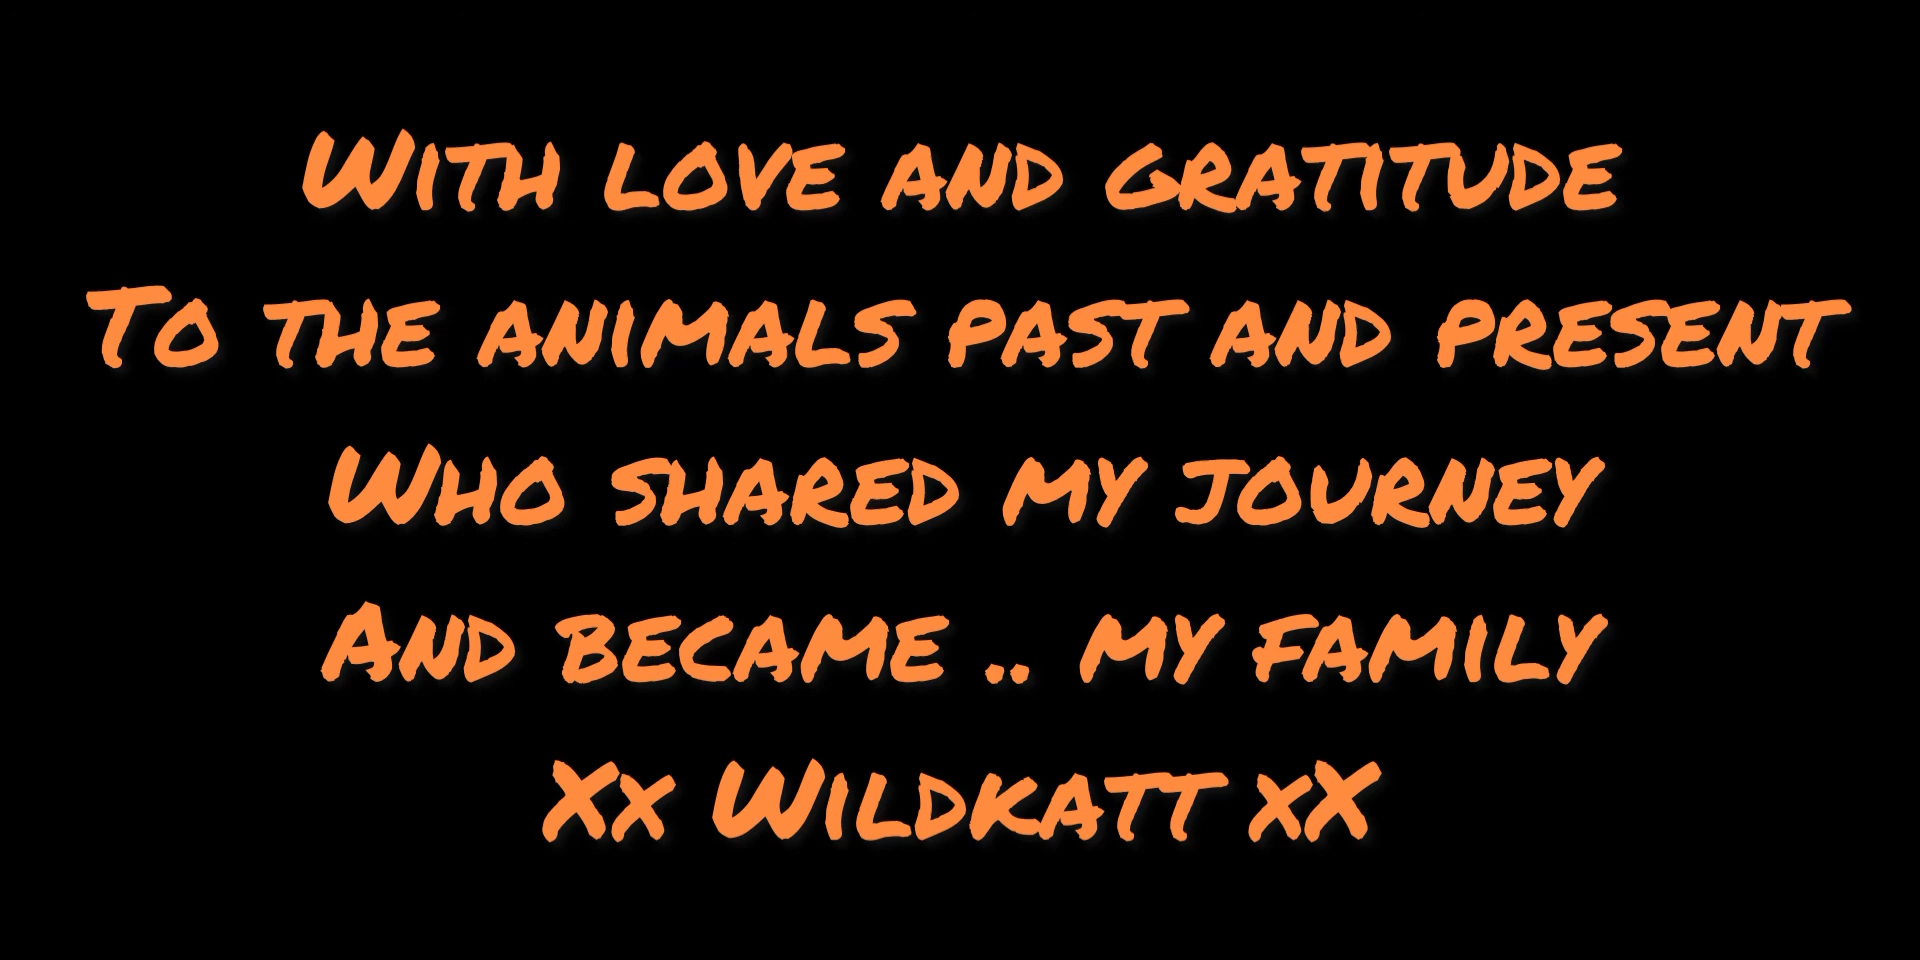 With love and gratitude
To the animals past and present
Who shared my journey
And became .. my family
Xx Wildkatt xX